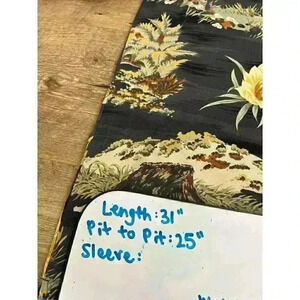 Length: 31"
Pit to Pit: 25"
Sleeve: